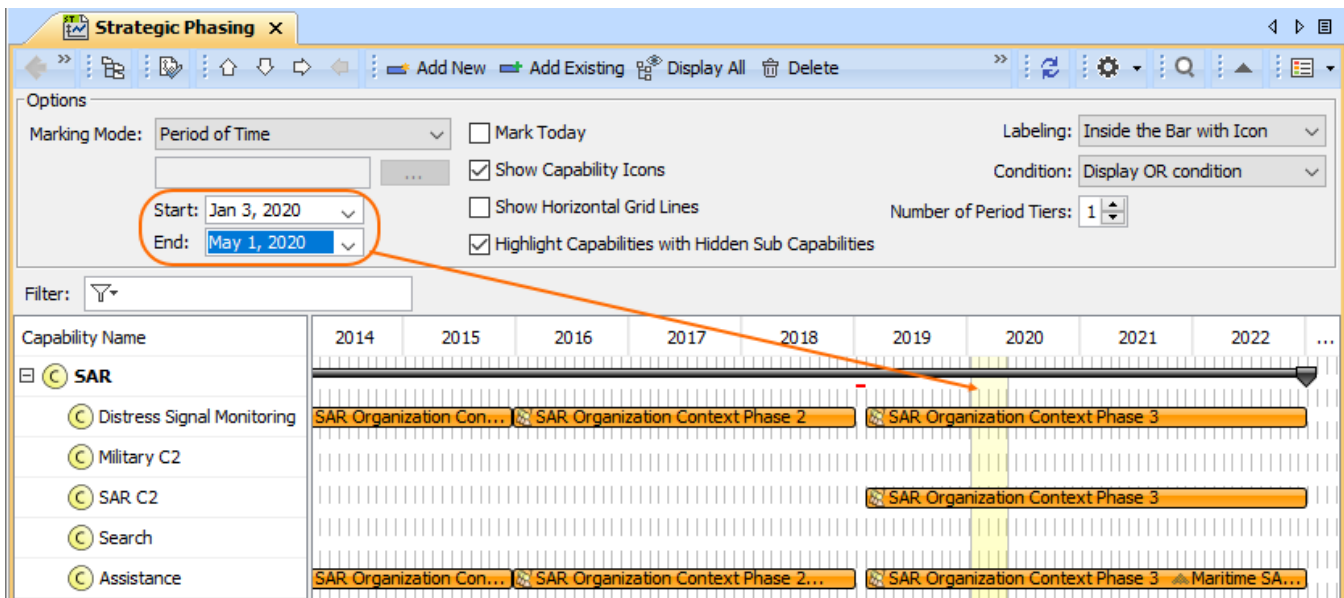 Strategic Phasing
Add New Add Existing Display All Delete
Options
Marking Mode: Period of Time Mark Today Labeling: Inside the Bar with Icon
... Show Capability Icons Condition: Display OR condition
Start: Jan 3, 2020 Show Horizontal Grid Lines Number of Period Tiers: 1
End: May 1, 2020 Highlight Capabilities with Hidden Sub Capabilities
Filter:
Capability Name 2014 2015 2016 2017 2018 2019 2020 2021 2022 ...
C SAR
C Distress Signal Monitoring SAR Organization Con... SAR Organization Context Phase 2 SAR Organization Context Phase 3
C Military C2
C SAR C2 SAR Organization Context Phase 3
C Search
C Assistance SAR Organization Con... SAR Organization Context Phase 2... SAR Organization Context Phase 3 Maritime SA...